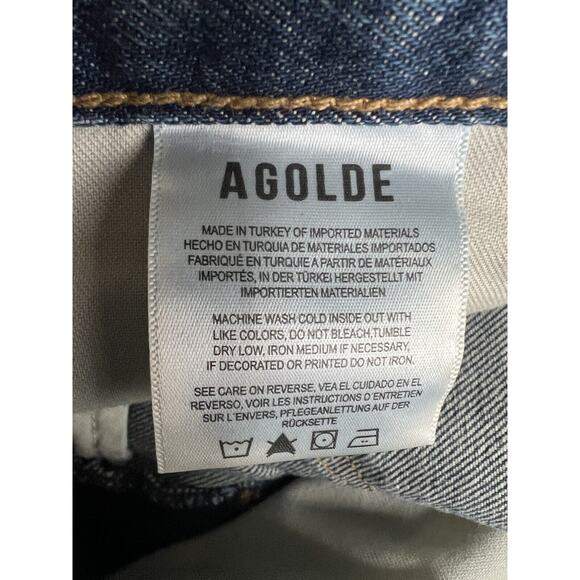 AGOLDE
MADE IN TURKEY OF IMPORTED MATERIALS
HECHO EN TURQUIA DE MATERIALES IMPORTADOS
FABRIQUÉ EN TURQUIE A PARTIR DE MATÉRIAUX
IMPORTÉS, IN DER TÜRKEI HERGESTELLT MIT
IMPORTIERTEN MATERIALIEN
MACHINE WASH COLD INSIDE OUT WITH
LIKE COLORS, DO NOT BLEACH,TUMBLE
DRY LOW, IRON MEDIUM IF NECESSARY,
IF DECORATED OR PRINTED DO NOT IRON.
SEE CARE ON REVERSE, VEA EL CUIDADO EN EL
REVERSO, VOIR LES INSTRUCTIONS D'ENTRETIEN
SUR L'ENVERS, PFLEGEANLEITUNG AUF DER
RÜCKSETTE